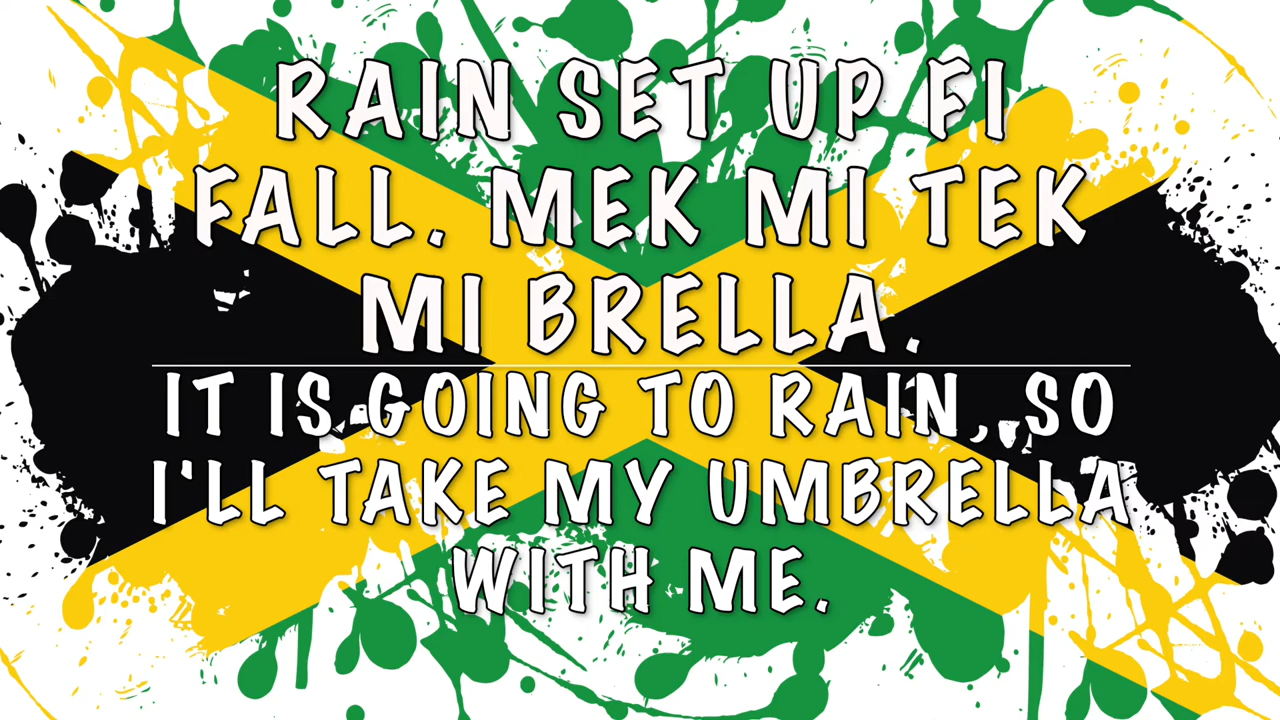 RAIN SET UP FI
FALL. MEK MI TEK
MI BRELLA.
IT IS GOING TO RAIN, SO
I'LL TAKE MY UMBRELLA
WITH ME.